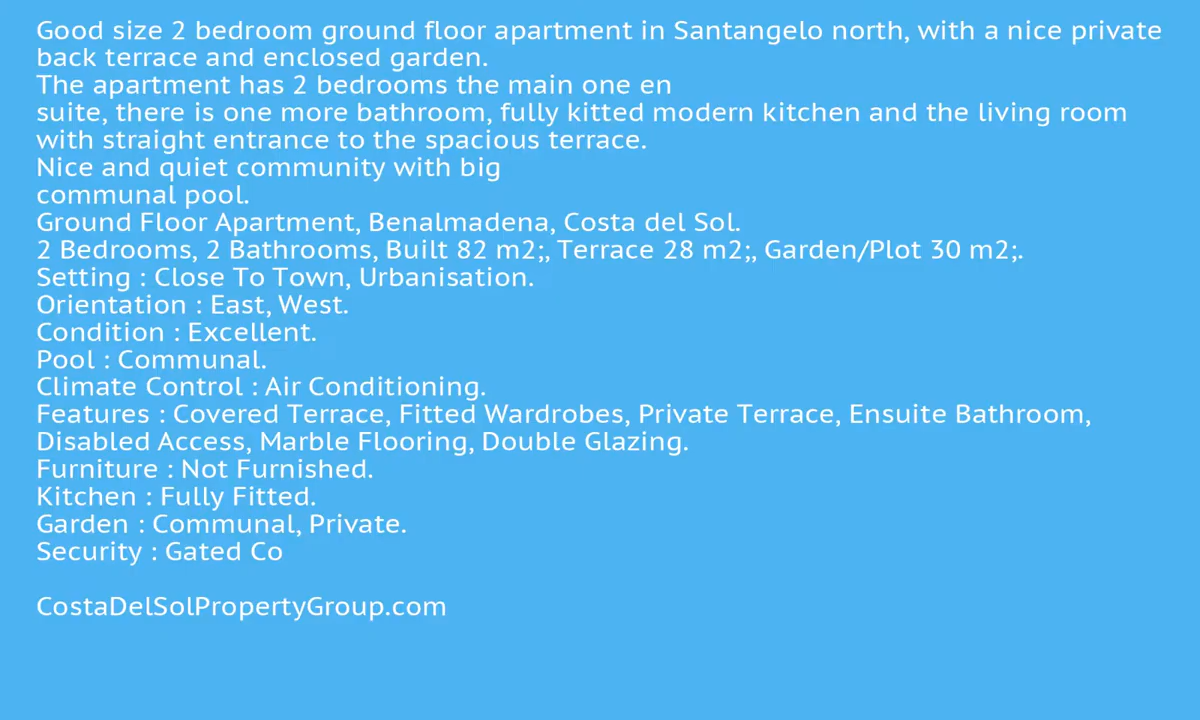 Good size 2 bedroom ground floor apartment in Santangelo north, with a nice private
back terrace and enclosed garden.
The apartment has 2 bedrooms the main one en
suite, there is one more bathroom, fully kitted modern kitchen and the living room
with straight entrance to the spacious terrace.
Nice and quiet community with big
communal pool.
Ground Floor Apartment, Benalmadena, Costa del Sol.
2 Bedrooms, 2 Bathrooms, Built 82 m2;, Terrace 28 m2;, Garden/Plot 30 m2;.
Setting : Close To Town, Urbanisation.
Orientation : East, West.
Condition : Excellent.
Pool : Communal.
Climate Control : Air Conditioning.
Features : Covered Terrace, Fitted Wardrobes, Private Terrace, Ensuite Bathroom,
Disabled Access, Marble Flooring, Double Glazing.
Furniture : Not Furnished.
Kitchen : Fully Fitted.
Garden : Communal, Private.
Security : Gated Co
CostaDelSolPropertyGroup.com